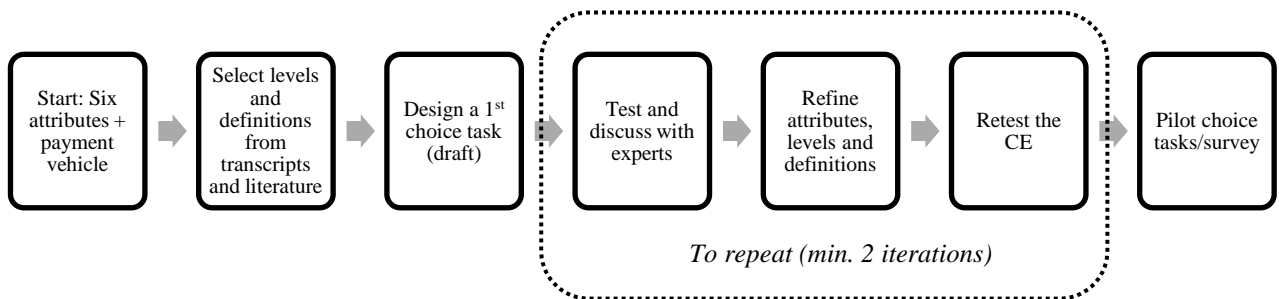 Start: Six
attributes +
payment
vehicle
Select levels
and
definitions
from
transcripts
and literature
Design a 1st
choice task
(draft)
Test and
discuss with
experts
Refine
attributes,
levels and
definitions
Retest the
CE
Pilot choice
tasks/survey
To repeat (min. 2 iterations)